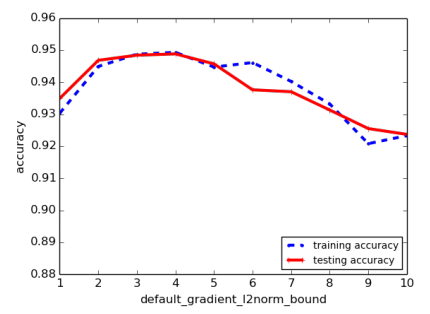 0.96
0.95
0.94
0.93
0.92
0.91
0.90
0.89
0.88
accuracy
training accuracy
testing accuracy
1 2 3 4 5 6 7 8 9 10
default_gradient_l2norm_bound